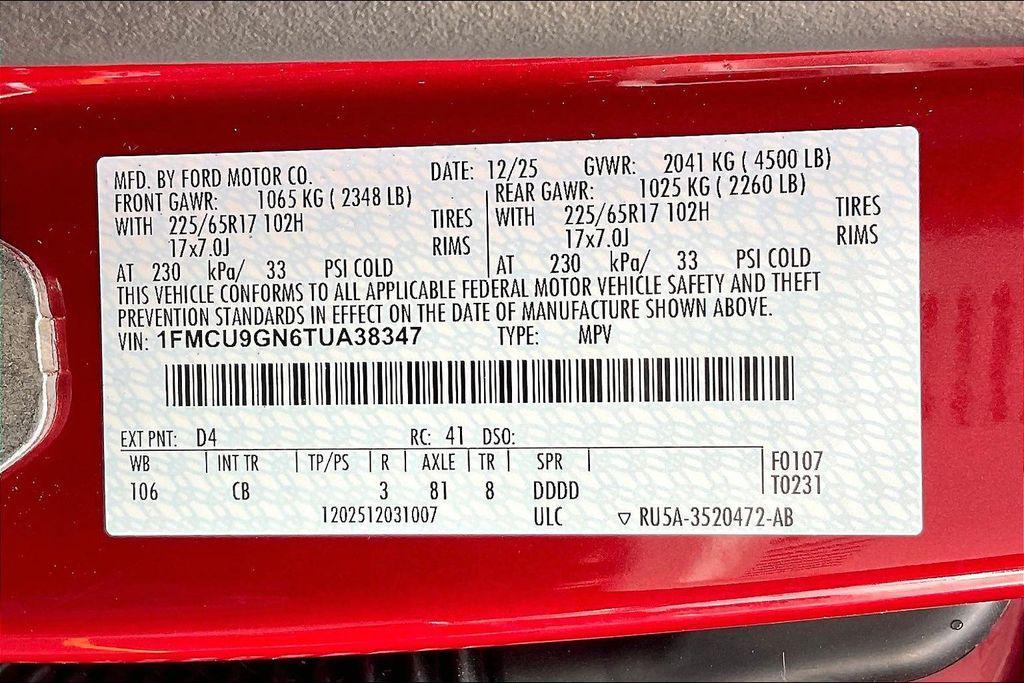 MFD. BY FORD MOTOR CO. DATE: 12/25 GVWR: 2041 KG ( 4500 LB)
FRONT GAWR: 1065 KG ( 2348 LB) REAR GAWR: 1025 KG ( 2260 LB)
WITH 225/65R17 102H TIRES WITH 225/65R17 102H TIRES
17x7.0J RIMS 17x7.0J RIMS
AT 230 kPa/ 33 PSI COLD AT 230 kPa/ 33 PSI COLD
THIS VEHICLE CONFORMS TO ALL APPLICABLE FEDERAL MOTOR VEHICLE SAFETY AND THEFT
PREVENTION STANDARDS IN EFFECT ON THE DATE OF MANUFACTURE SHOWN ABOVE.
VIN: 1FMCU9GN6TUA38347 TYPE: MPV
EXT PNT: D4 RC: 41 DSO:
WB INT TR TP/PS R AXLE TR SPR F0107
106 CB 3 81 8 DDDD T0231
1202512031007 ULC ▽ RU5A-3520472-AB